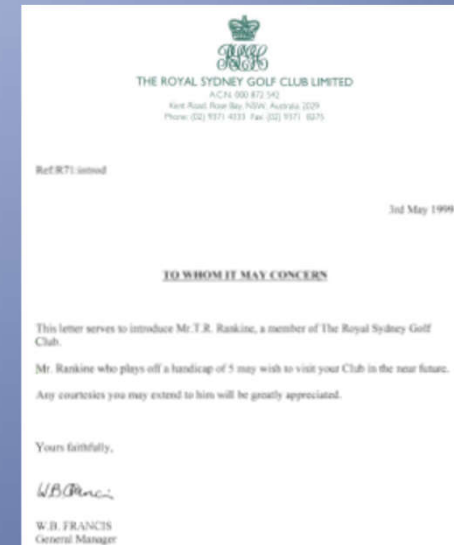 THE ROYAL SYDNEY GOLF CLUB LIMITED
A.C.N. 000 872 542
Kent Road, Rose Bay, NSW, Australia, 2029
Phone: (02) 9371 4333 Fax: (02) 9371
Ref:R71:introd
3rd May 1999
TO WHOM IT MAY CONCERN
This letter serves to introduce Mr.T.R. Rankine, a member of The Royal Sydney Golf
Club.
Mr. Rankine who plays off a handicap of 5 may wish to visit your Club in the near future.
Any courtesies you may extend to him will be greatly appreciated.
Yours faithfully,
W.B. FRANCIS
General Manager